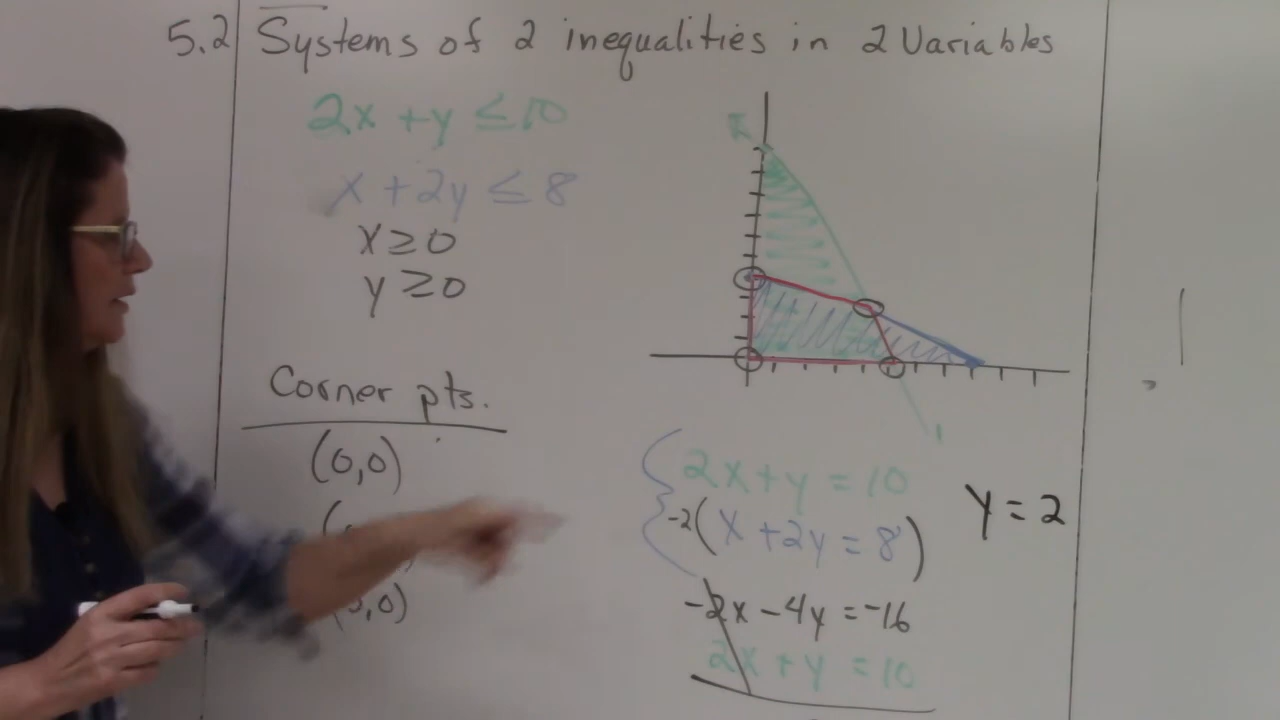 5.2 Systems of 2 inequalities in 2 Variables
2x + y ≤ 10
x + 2y ≤ 8
x ≥ 0
y ≥ 0
Corner pts.
(0,0)
,0)
2x + y = 10
-2(x + 2y = 8)
y = 2
-2x - 4y = -16
2x + y = 10